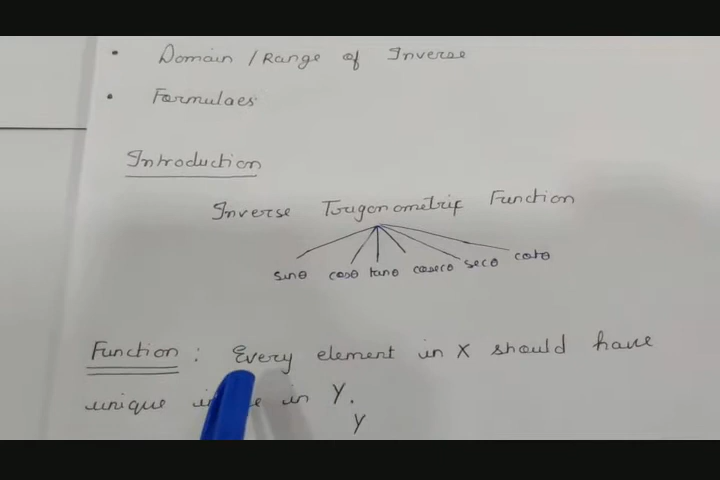 • Domain / Range of Inverse
• Formulaes
Introduction
Inverse Trigonometric Function
sinθ cosθ tanθ cosecθ secθ cotθ
Function : Every element in X should have
unique in Y.
Y